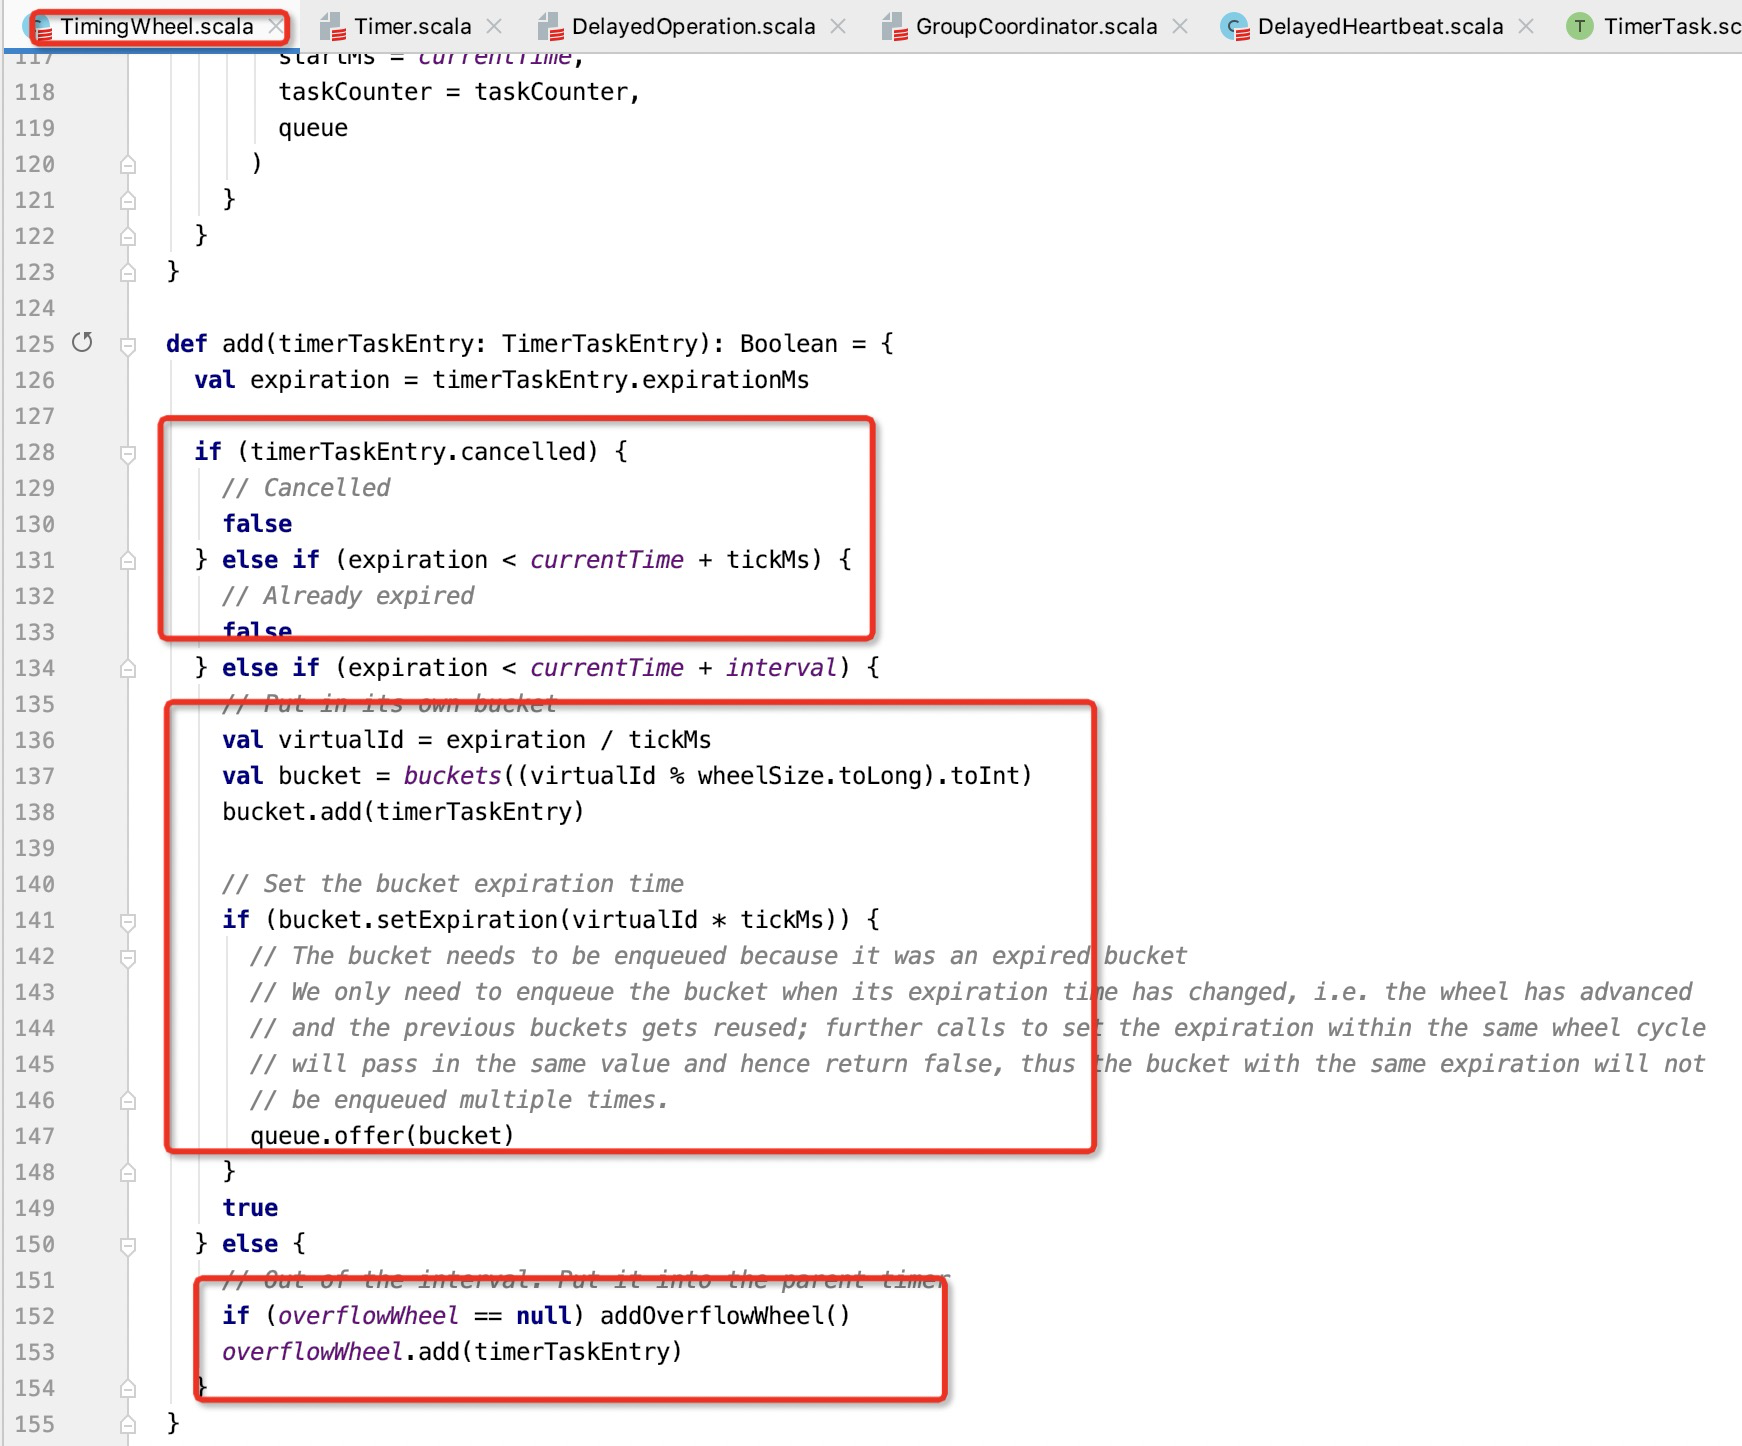 TimingWheel.scala Timer.scala DelayedOperation.scala GroupCoordinator.scala DelayedHeartbeat.scala TimerTask.sc
117 startMs = currentTime,
118 taskCounter = taskCounter,
119 queue
120 )
121 }
122 }
123 }
124
125 def add(timerTaskEntry: TimerTaskEntry): Boolean = {
126 val expiration = timerTaskEntry.expirationMs
127
128 if (timerTaskEntry.cancelled) {
129 // Cancelled
130 false
131 } else if (expiration < currentTime + tickMs) {
132 // Already expired
133 false
134 } else if (expiration < currentTime + interval) {
135 // Put in its own bucket
136 val virtualId = expiration / tickMs
137 val bucket = buckets((virtualId % wheelSize.toLong).toInt)
138 bucket.add(timerTaskEntry)
139
140 // Set the bucket expiration time
141 if (bucket.setExpiration(virtualId * tickMs)) {
142 // The bucket needs to be enqueued because it was an expired bucket
143 // We only need to enqueue the bucket when its expiration time has changed, i.e. the wheel has advanced
144 // and the previous buckets gets reused; further calls to set the expiration within the same wheel cycle
145 // will pass in the same value and hence return false, thus the bucket with the same expiration will not
146 // be enqueued multiple times.
147 queue.offer(bucket)
148 }
149 true
150 } else {
151 // Out of the interval. Put it into the parent timer
152 if (overflowWheel == null) addOverflowWheel()
153 overflowWheel.add(timerTaskEntry)
154 }
155 }